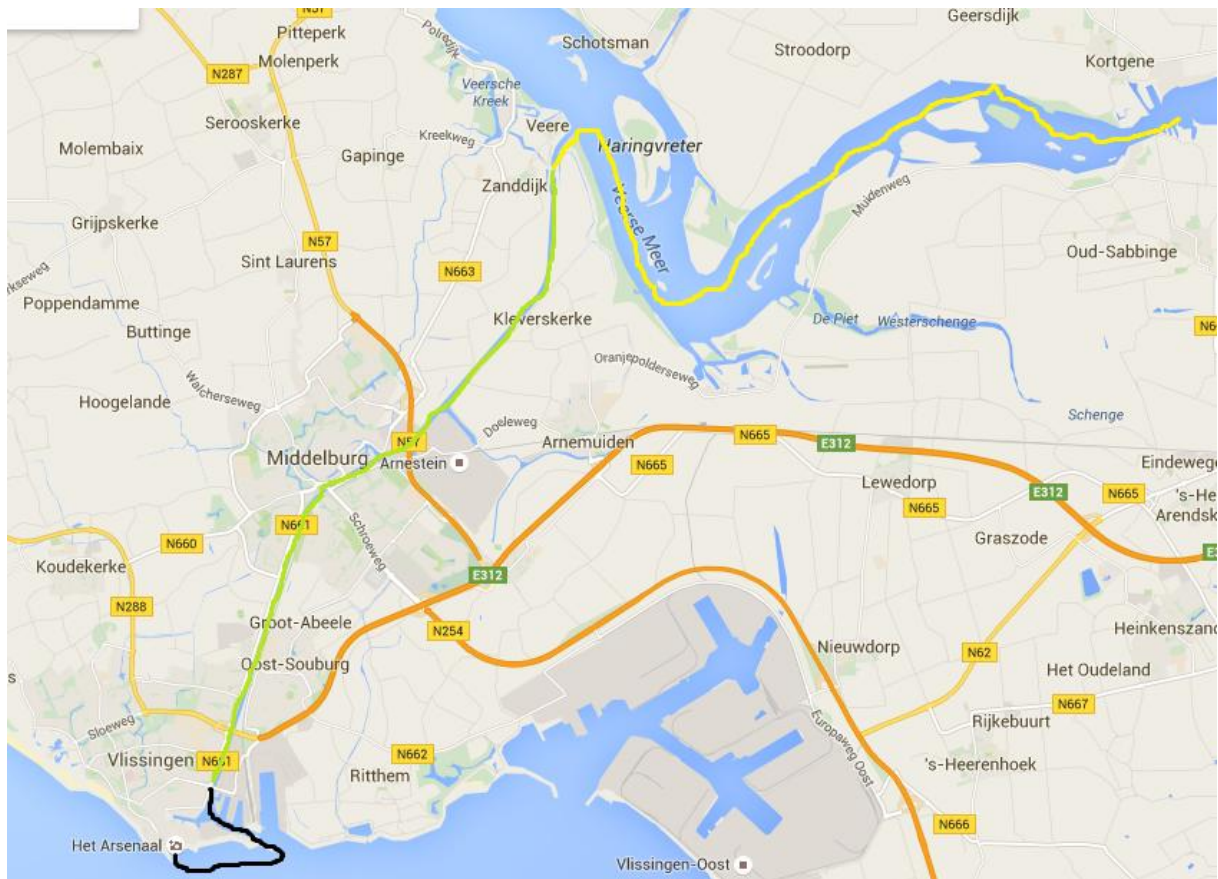 N57
Pitteperk
Molenperk
Polredijk
Schotsman
Stroodorp
Geersdijk
Kortgene
N287
Veersche
Kreek
Serooskerke
Kreekweg
Veere
Haringvreter
Molembaix
Gapinge
Zanddijk
Muidenweg
Veerse Meer
Grijpskerke
N57
Sint Laurens
N663
Oud-Sabbinge
Poppendamme
Buttinge
Kleverskerke
De Piet
Westerschenge
Oranjepolderseweg
Walcherseweg
Hoogelande
Doeleweg
Schenge
N57
Arnemuiden
N665
E312
Middelburg
Arnestein
N665
Lewedorp
Eindewege
E312
N665
's-He
N665
Arendsk
N661
Schroeweg
N660
Graszode
Koudekerke
E312
N288
Groot-Abeele
N254
Heinkenszand
Oost-Souburg
Nieuwdorp
N62
Het Oudeland
N667
Sloeweg
Rijkebuurt
Europaweg Oost
Vlissingen
N661
N662
Ritthem
's-Heerenhoek
N666
Het Arsenaal
Vlissingen-Oost